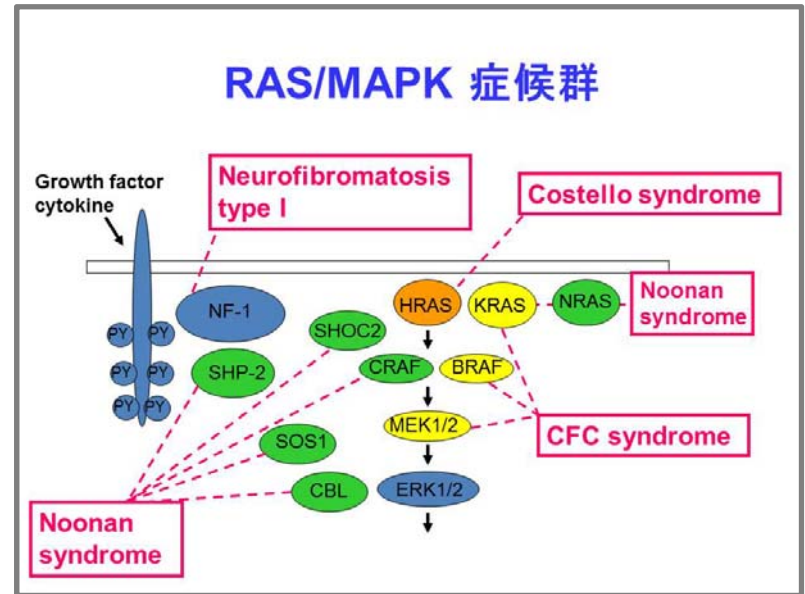 RAS/MAPK 症候群
Growth factor
cytokine
Neurofibromatosis
type I
Costello syndrome
NF-1
HRAS
KRAS
NRAS
Noonan
syndrome
SHOC2
PY
PY
SHP-2
CRAF
BRAF
PY
PY
PY
PY
MEK1/2
CFC syndrome
SOS1
CBL
ERK1/2
Noonan
syndrome